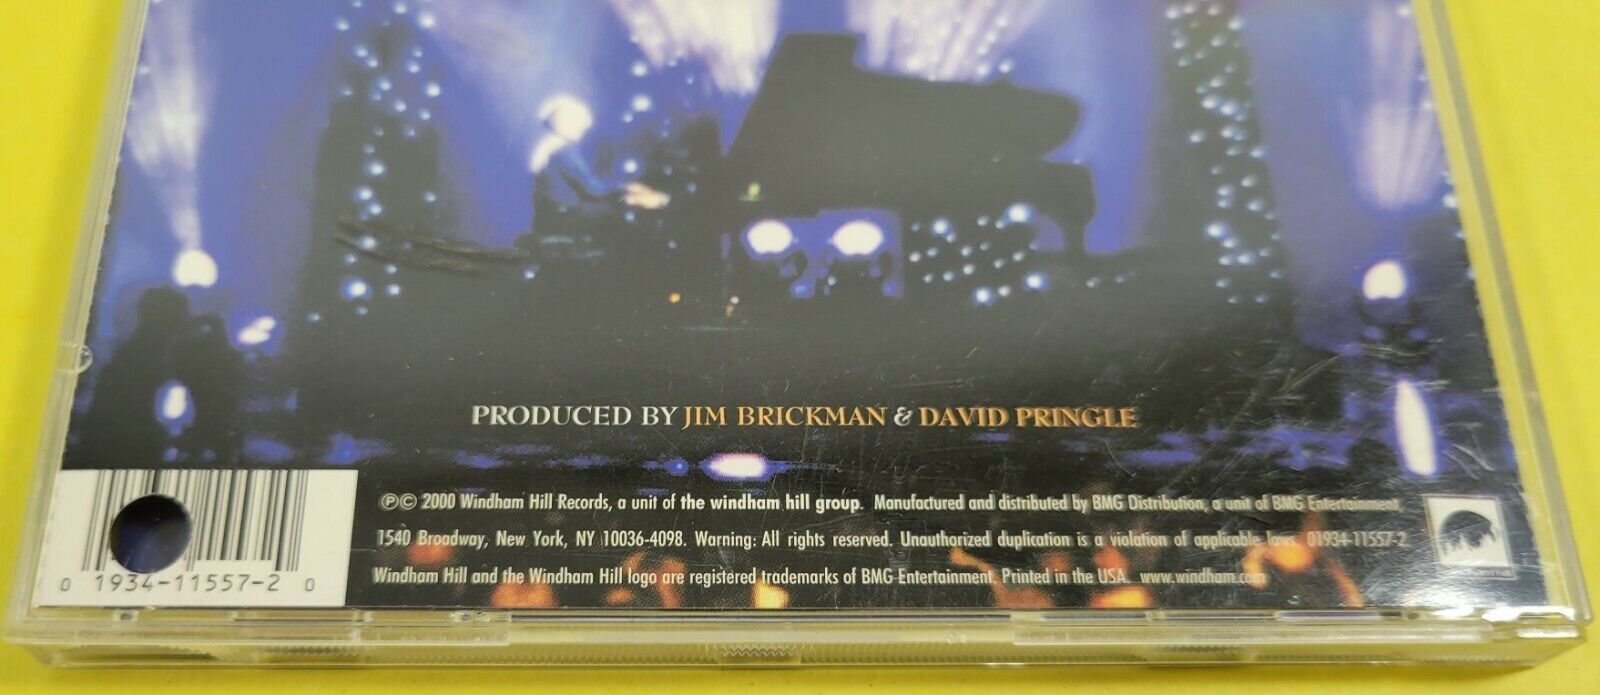 PRODUCED BY JIM BRICKMAN & DAVID PRINGLE
℗© 2000 Windham Hill Records, a unit of the windham hill group. Manufactured and distributed by BMG Distribution, a unit of BMG Entertainment,
1540 Broadway, New York, NY 10036-4098. Warning: All rights reserved. Unauthorized duplication is a violation of applicable laws. 01934-11557-2
Windham Hill and the Windham Hill logo are registered trademarks of BMG Entertainment. Printed in the USA. www.windham.com
0 1934-11557-2 0